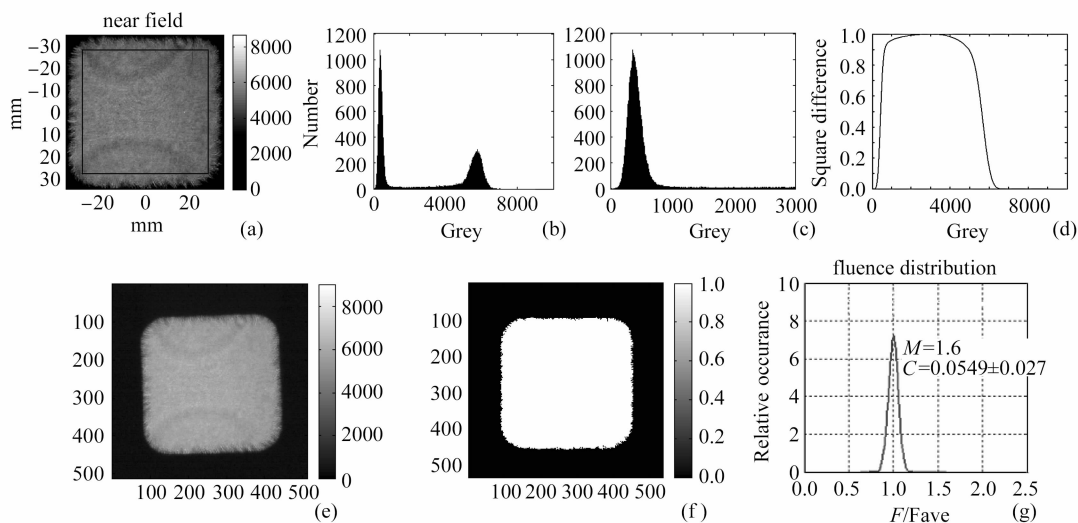 near field
−30
−20
−10
0
10
20
30
mm
−20 0 20
mm
8000
6000
4000
2000
0
(a)
1200
1000
800
600
400
200
0
Number
0 4000 8000
Grey
(b)
1200
1000
800
600
400
200
0
0 1000 2000 3000
Grey
(c)
1.0
0.8
0.6
0.4
0.2
0.0
Square difference
0 4000 8000
Grey
(d)
100
200
300
400
500
100 200 300 400 500
8000
6000
4000
2000
0
(e)
100
200
300
400
500
100 200 300 400 500
1.0
0.8
0.6
0.4
0.2
0.0
(f)
fluence distribution
10
8
6
4
2
0
Relative occurance
M=1.6
C=0.0549±0.027
0.0 0.5 1.0 1.5 2.0 2.5
F/Fave
(g)